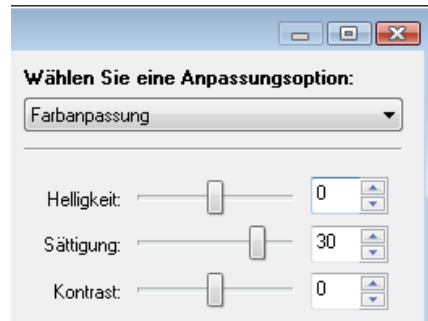 Wählen Sie eine Anpassungsoption:
Farbanpassung
Helligkeit: 0
Sättigung: 30
Kontrast: 0